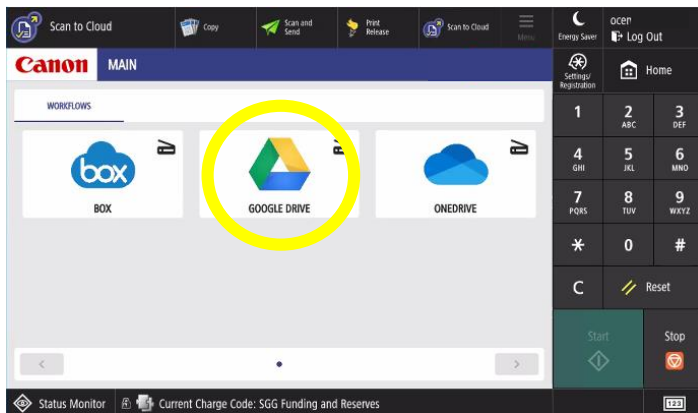 Scan to Cloud
Copy
Scan and
Send
Print
Release
Scan to Cloud
Menu
Energy Saver
ocen
Log Out
Canon MAIN
Settings/
Registration
Home
WORKFLOWS
box
BOX
GOOGLE DRIVE
ONEDRIVE
1
2
ABC
3
DEF
4
GHI
5
JKL
6
MNO
7
PQRS
8
TUV
9
WXYZ
* 0 #
C Reset
Start
Stop
Status Monitor Current Charge Code: SGG Funding and Reserves
123